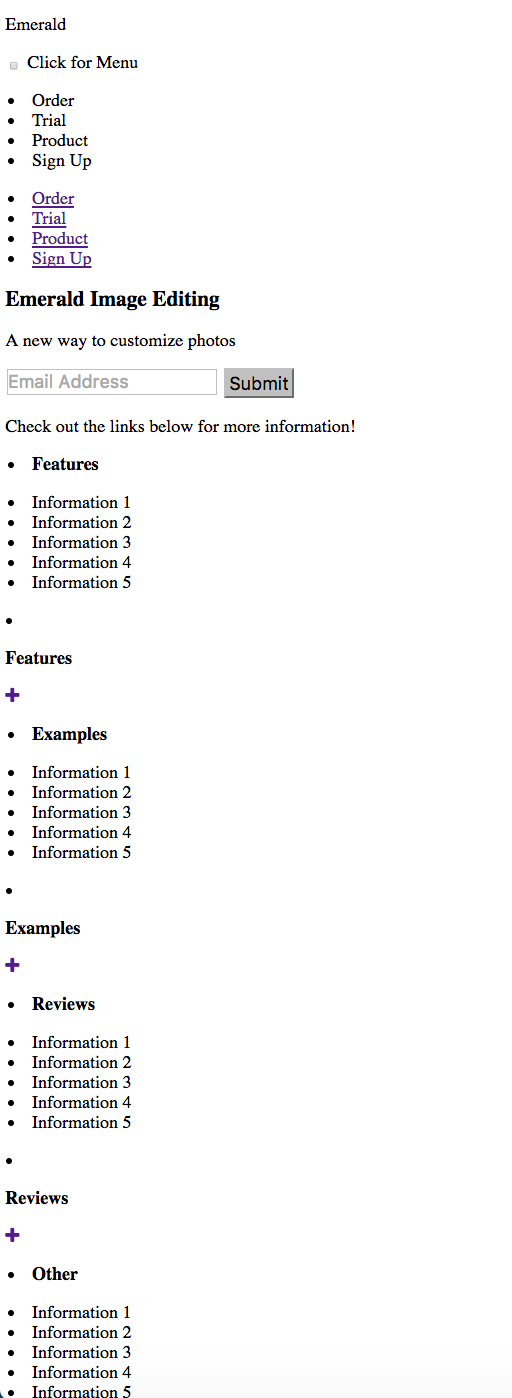 Emerald
Click for Menu
Order
Trial
Product
Sign Up
Order
Trial
Product
Sign Up
Emerald Image Editing
A new way to customize photos
Email Address Submit
Check out the links below for more information!
Features
Information 1
Information 2
Information 3
Information 4
Information 5
Features
Examples
Information 1
Information 2
Information 3
Information 4
Information 5
Examples
Reviews
Information 1
Information 2
Information 3
Information 4
Information 5
Reviews
Other
Information 1
Information 2
Information 3
Information 4
Information 5